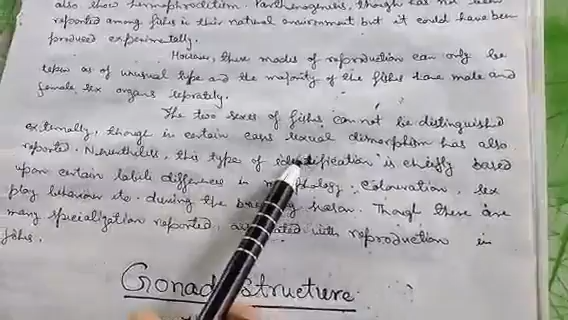 also show hermaphroditism. Parthenogenesis, though has not been
reported among fishes in their natural environment but it could have been
produced experimentally.
However, these modes of reproduction can only be
taken as of unusual type and the majority of the fishes have male and
female sex organs seprately.
The two sexes of fishes cannot be distinguished
externally, though in certain cases sexual dismorphism has also
reported. Nevertheless, this type of identification is chiefly based
upon certain labile difference in morphology, Colouration, sex
play behaviour etc. during the breeding season. Though there are
many specialization reported, associated with reproduction in
fishes.
Gonad Structure